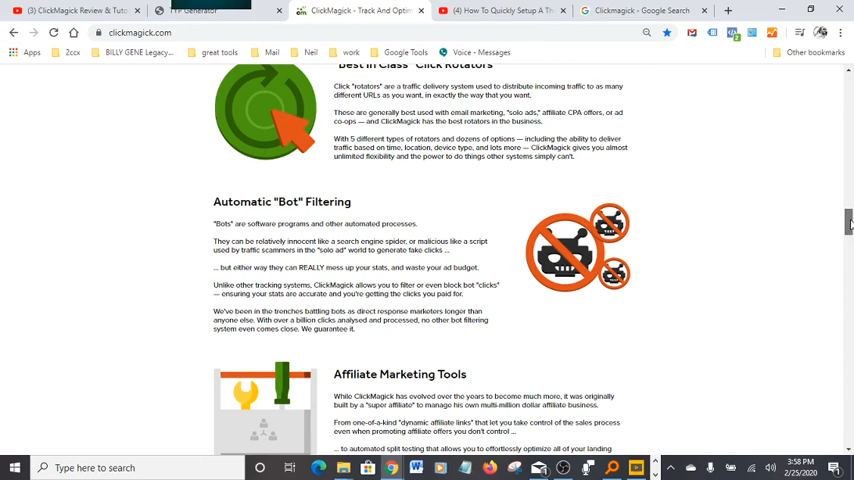 (3) ClickMagick Review & Tuto
TYP Generator
ClickMagick - Track And Optim
(4) How To Quickly Setup A Th
Clickmagick - Google Search
clickmagick.com
Apps
2ccx
BILLY GENE Legacy...
great tools
Mail
Neil
work
Google Tools
Voice - Messages
Other bookmarks
"Best In Class" Click Rotators
Click "rotators" are a traffic delivery system used to distribute incoming traffic to as many
different URLs as you want, in exactly the way that you want.
These are generally best used with email marketing, "solo ads," affiliate CPA offers, or ad
co-ops — and ClickMagick has the best rotators in the business.
With 5 different types of rotators and dozens of options — including the ability to deliver
traffic based on time, location, device type, and lots more — ClickMagick gives you almost
unlimited flexibility and the power to do things other systems simply can't.
Automatic "Bot" Filtering
"Bots" are software programs and other automated processes.
They can be relatively innocent like a search engine spider, or malicious like a script
used by traffic scammers in the "solo ad" world to generate fake clicks ...
... but either way they can REALLY mess up your stats, and waste your ad budget.
Unlike other tracking systems, ClickMagick allows you to filter or even block bot "clicks"
— ensuring your stats are accurate and you're getting the clicks you paid for.
We've been in the trenches battling bots as direct response marketers longer than
anyone else. With over a billion clicks analysed and processed, no other bot filtering
system even comes close. We guarantee it.
Affiliate Marketing Tools
While ClickMagick has evolved over the years to become much more, it was originally
built by a "super affiliate" to manage his own multi-million dollar affiliate business.
From one-of-a-kind "dynamic affiliate links" that let you take control of the sales process
even when promoting affiliate offers you don't control ...
... to automated split testing that allows you to effortlessly optimize all of your landing
Type here to search
3:58 PM
2/25/2020